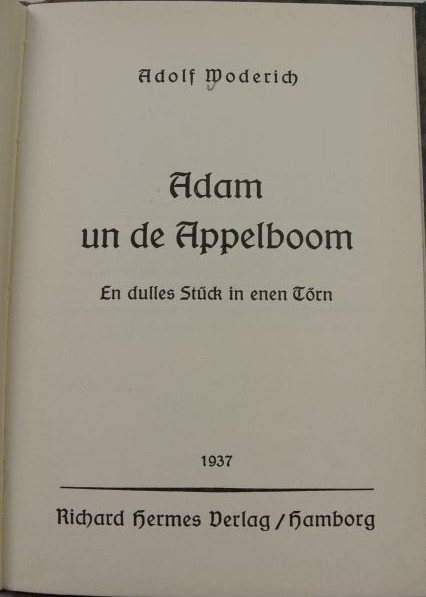 Adolf Woderich
Adam
un de Appelboom
En dulles Stück in enen Törn
1937
Richard Hermes Verlag / Hamborg